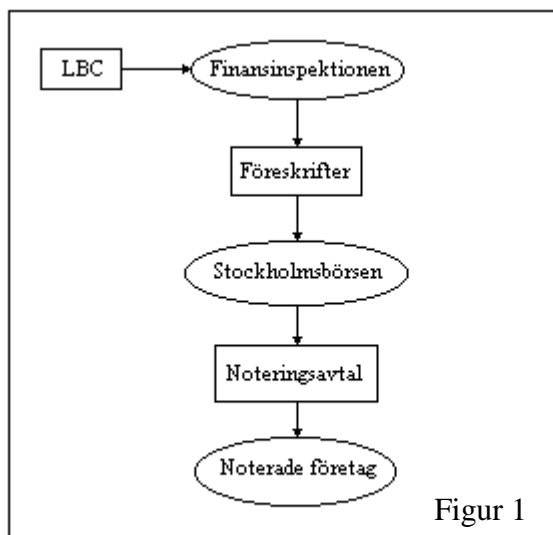 LBC
Finansinspektionen
Föreskrifter
Stockholmsbörsen
Noteringsavtal
Noterade företag
Figur 1